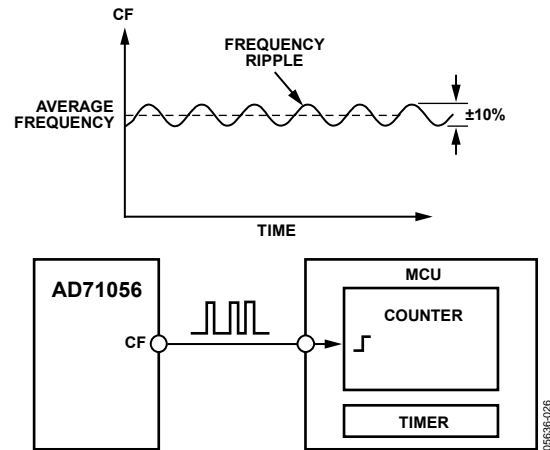 CF
FREQUENCY
RIPPLE
AVERAGE
FREQUENCY
±10%
TIME
AD71056
CF
MCU
COUNTER
TIMER
05636-026